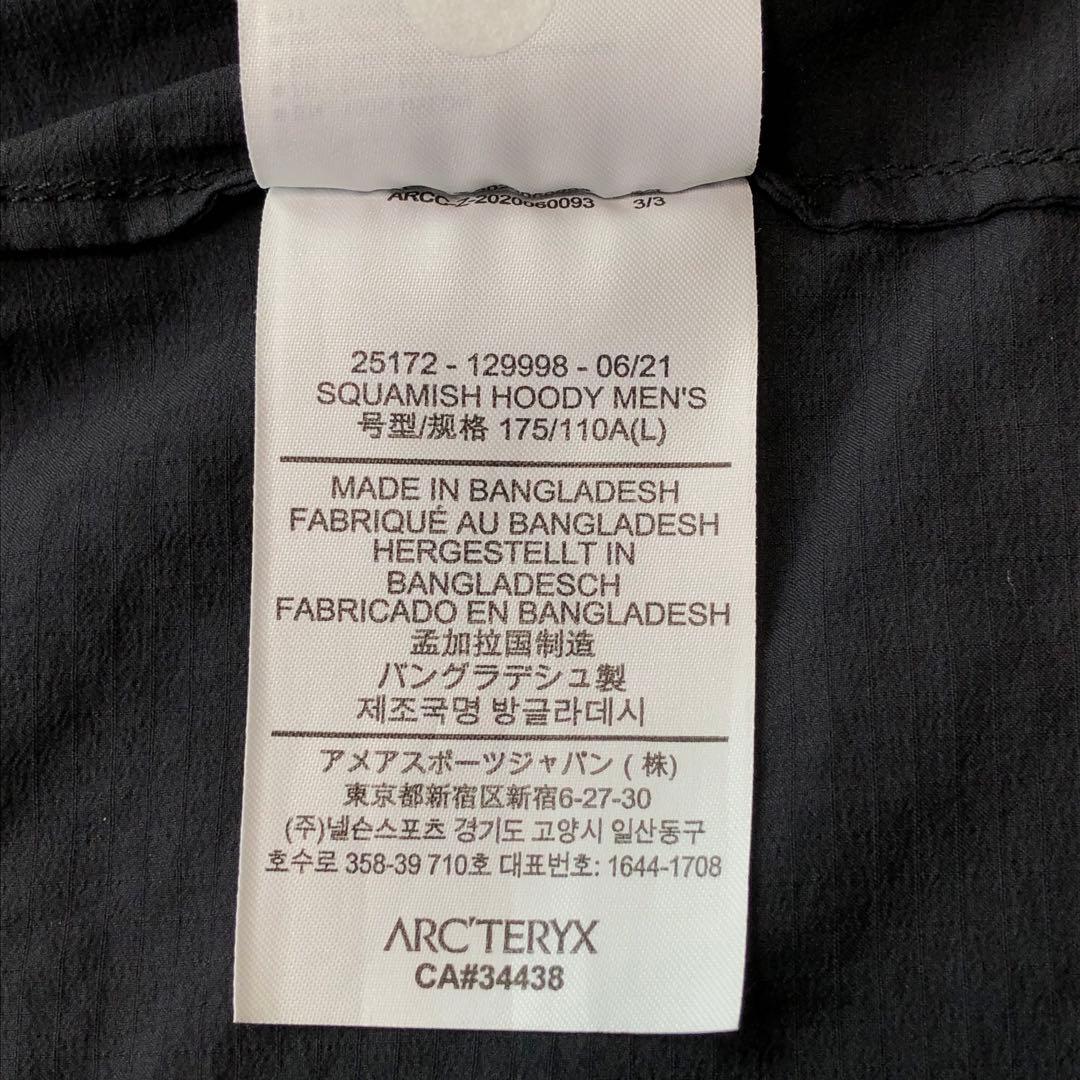 ARCC-Z-2020660093 3/3
25172 - 129998 - 06/21
SQUAMISH HOODY MEN'S
号型/规格 175/110A(L)
MADE IN BANGLADESH
FABRIQUÉ AU BANGLADESH
HERGESTELLT IN
BANGLADESCH
FABRICADO EN BANGLADESH
孟加拉国制造
バングラデシュ製
제조국명 방글라데시
アメアスポーツジャパン ( 株)
東京都新宿区新宿6-27-30
(주)넬슨스포츠 경기도 고양시 일산동구
호수로 358-39 710호 대표번호: 1644-1708
ARC'TERYX
CA#34438